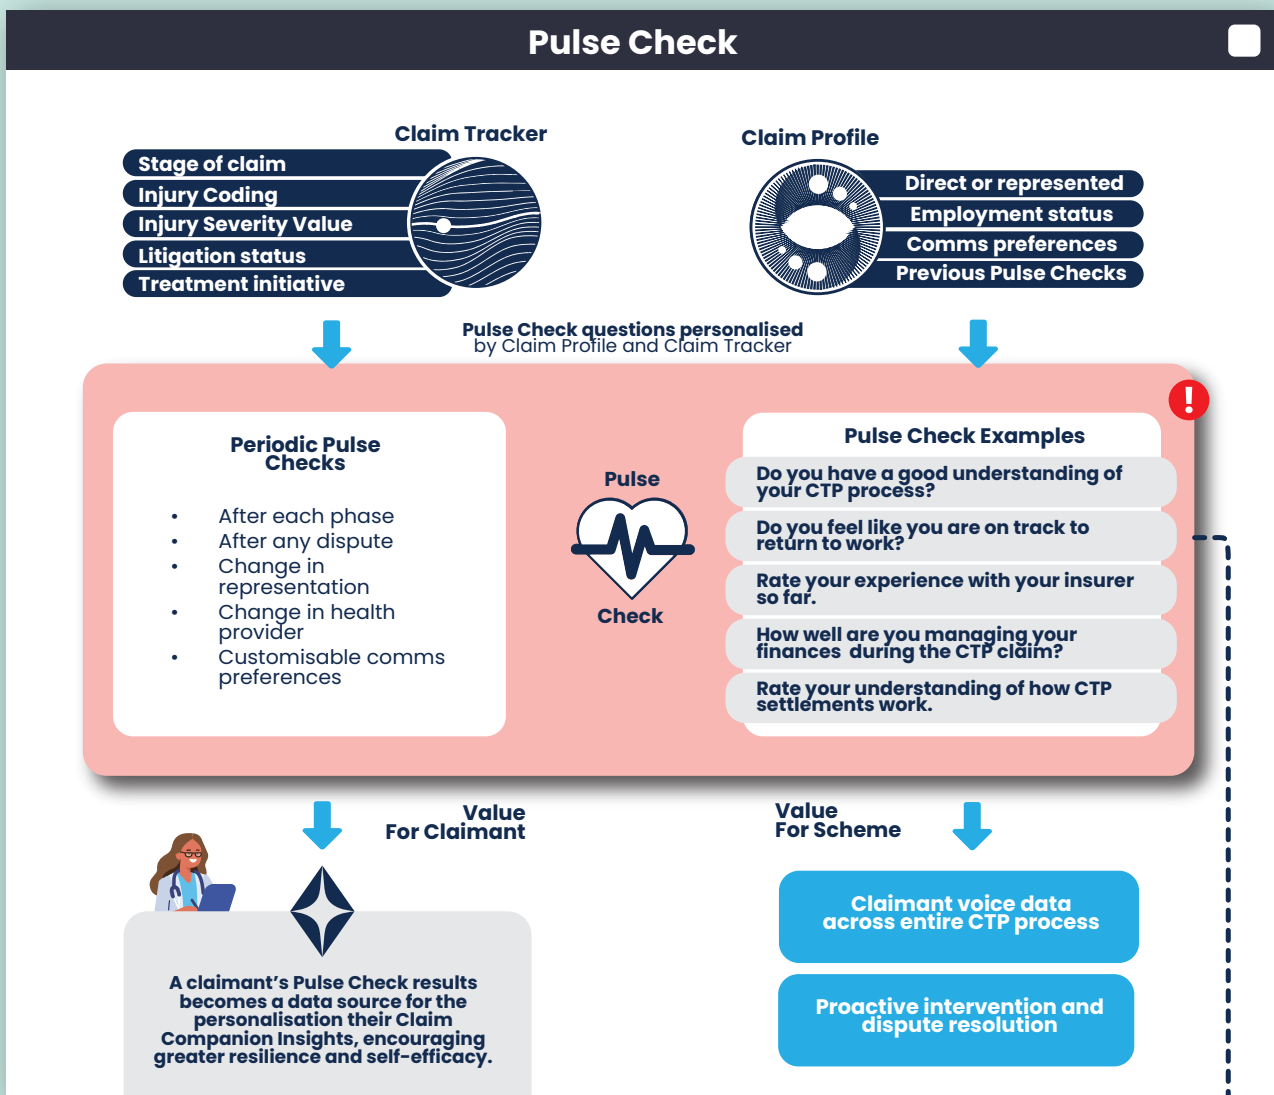 Pulse Check
Claim Tracker
Stage of claim
Injury Coding
Injury Severity Value
Litigation status
Treatment initiative
Claim Profile
Direct or represented
Employment status
Comms preferences
Previous Pulse Checks
Pulse Check questions personalised
by Claim Profile and Claim Tracker
Periodic Pulse
Checks
• After each phase
• After any dispute
• Change in
representation
• Change in health
provider
• Customisable comms
preferences
Pulse
Check
!
Pulse Check Examples
Do you have a good understanding of
your CTP process?
Do you feel like you are on track to
return to work?
Rate your experience with your insurer
so far.
How well are you managing your
finances during the CTP claim?
Rate your understanding of how CTP
settlements work.
Value
For Claimant
A claimant's Pulse Check results
becomes a data source for the
personalisation their Claim
Companion Insights, encouraging
greater resilience and self-efficacy.
Value
For Scheme
Claimant voice data
across entire CTP process
Proactive intervention and
dispute resolution